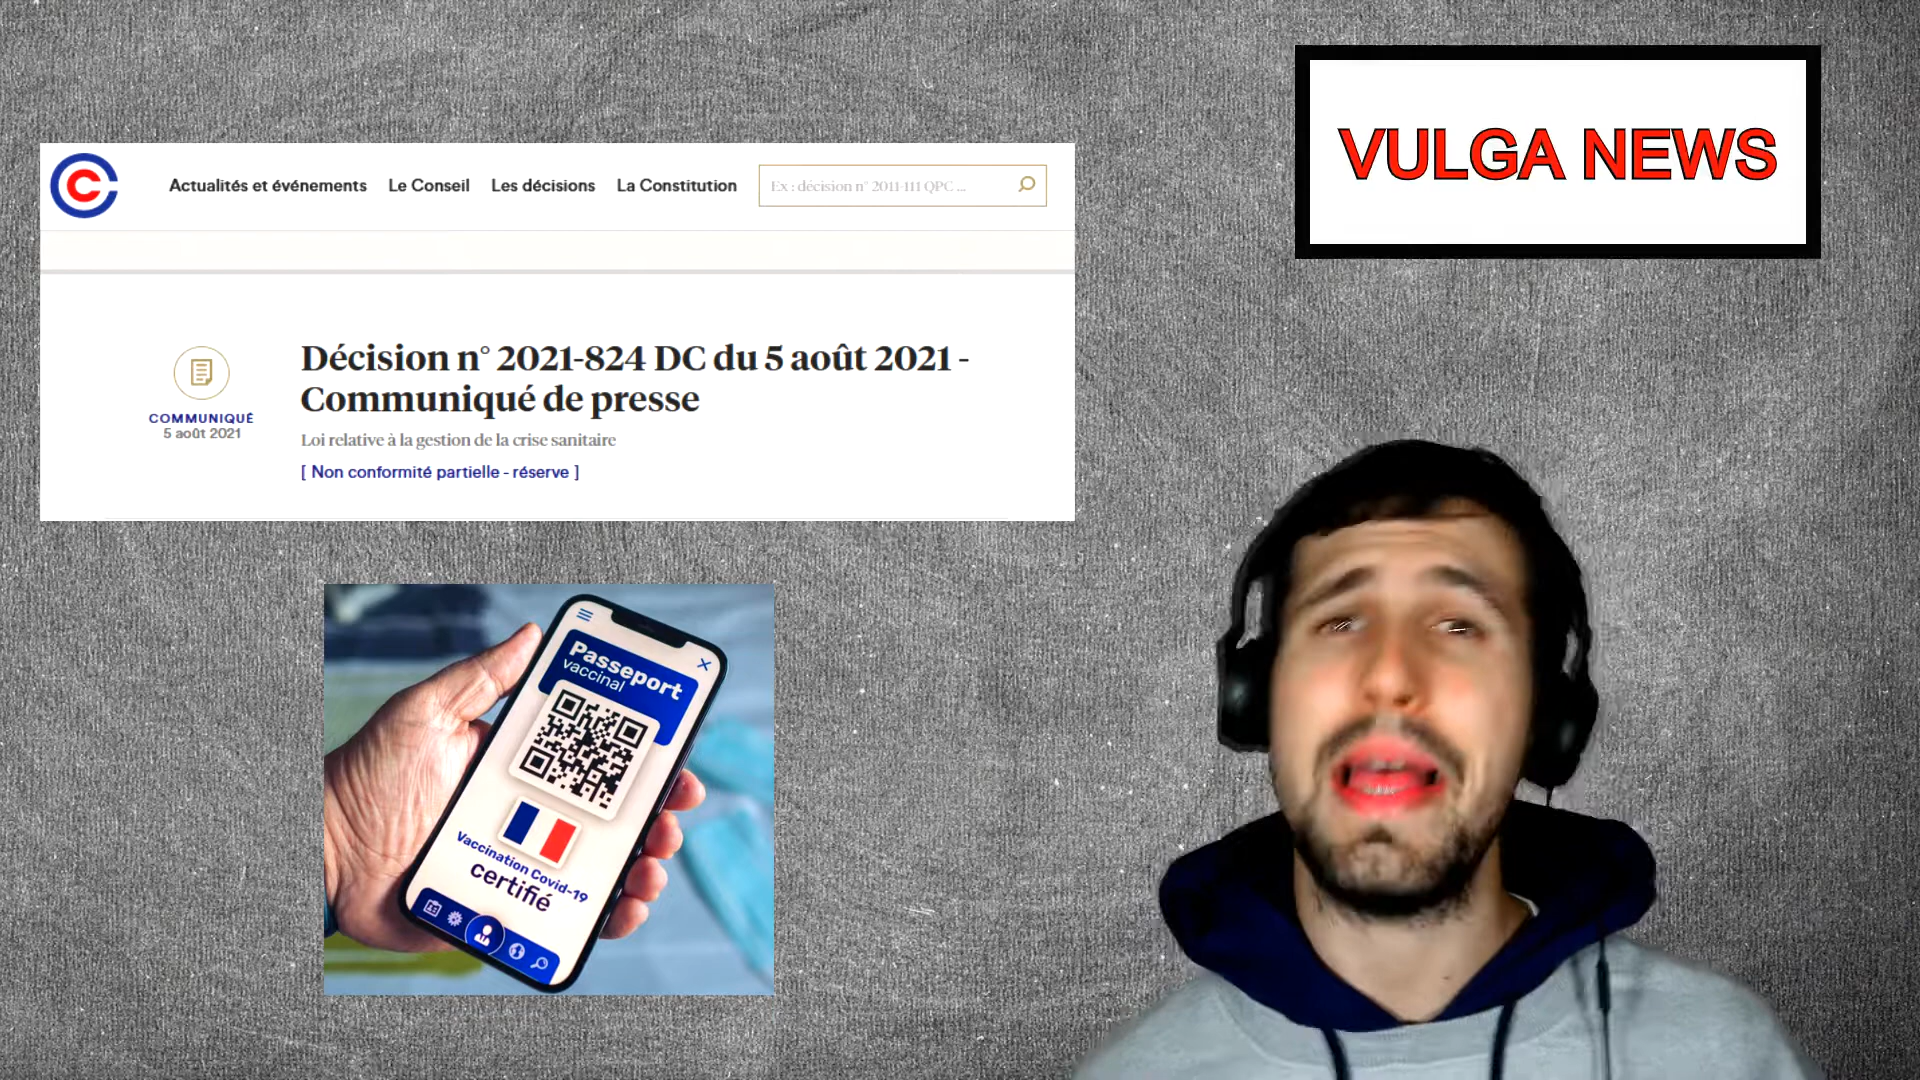 VULGA NEWS
Actualités et événements Le Conseil Les décisions La Constitution Ex : décision n° 2011-111 QPC ...
Décision n° 2021-824 DC du 5 août 2021 -
Communiqué de presse
COMMUNIQUÉ
5 août 2021
Loi relative à la gestion de la crise sanitaire
[ Non conformité partielle - réserve ]
Passeport
vaccinal
Vaccination Covid-19
certifié